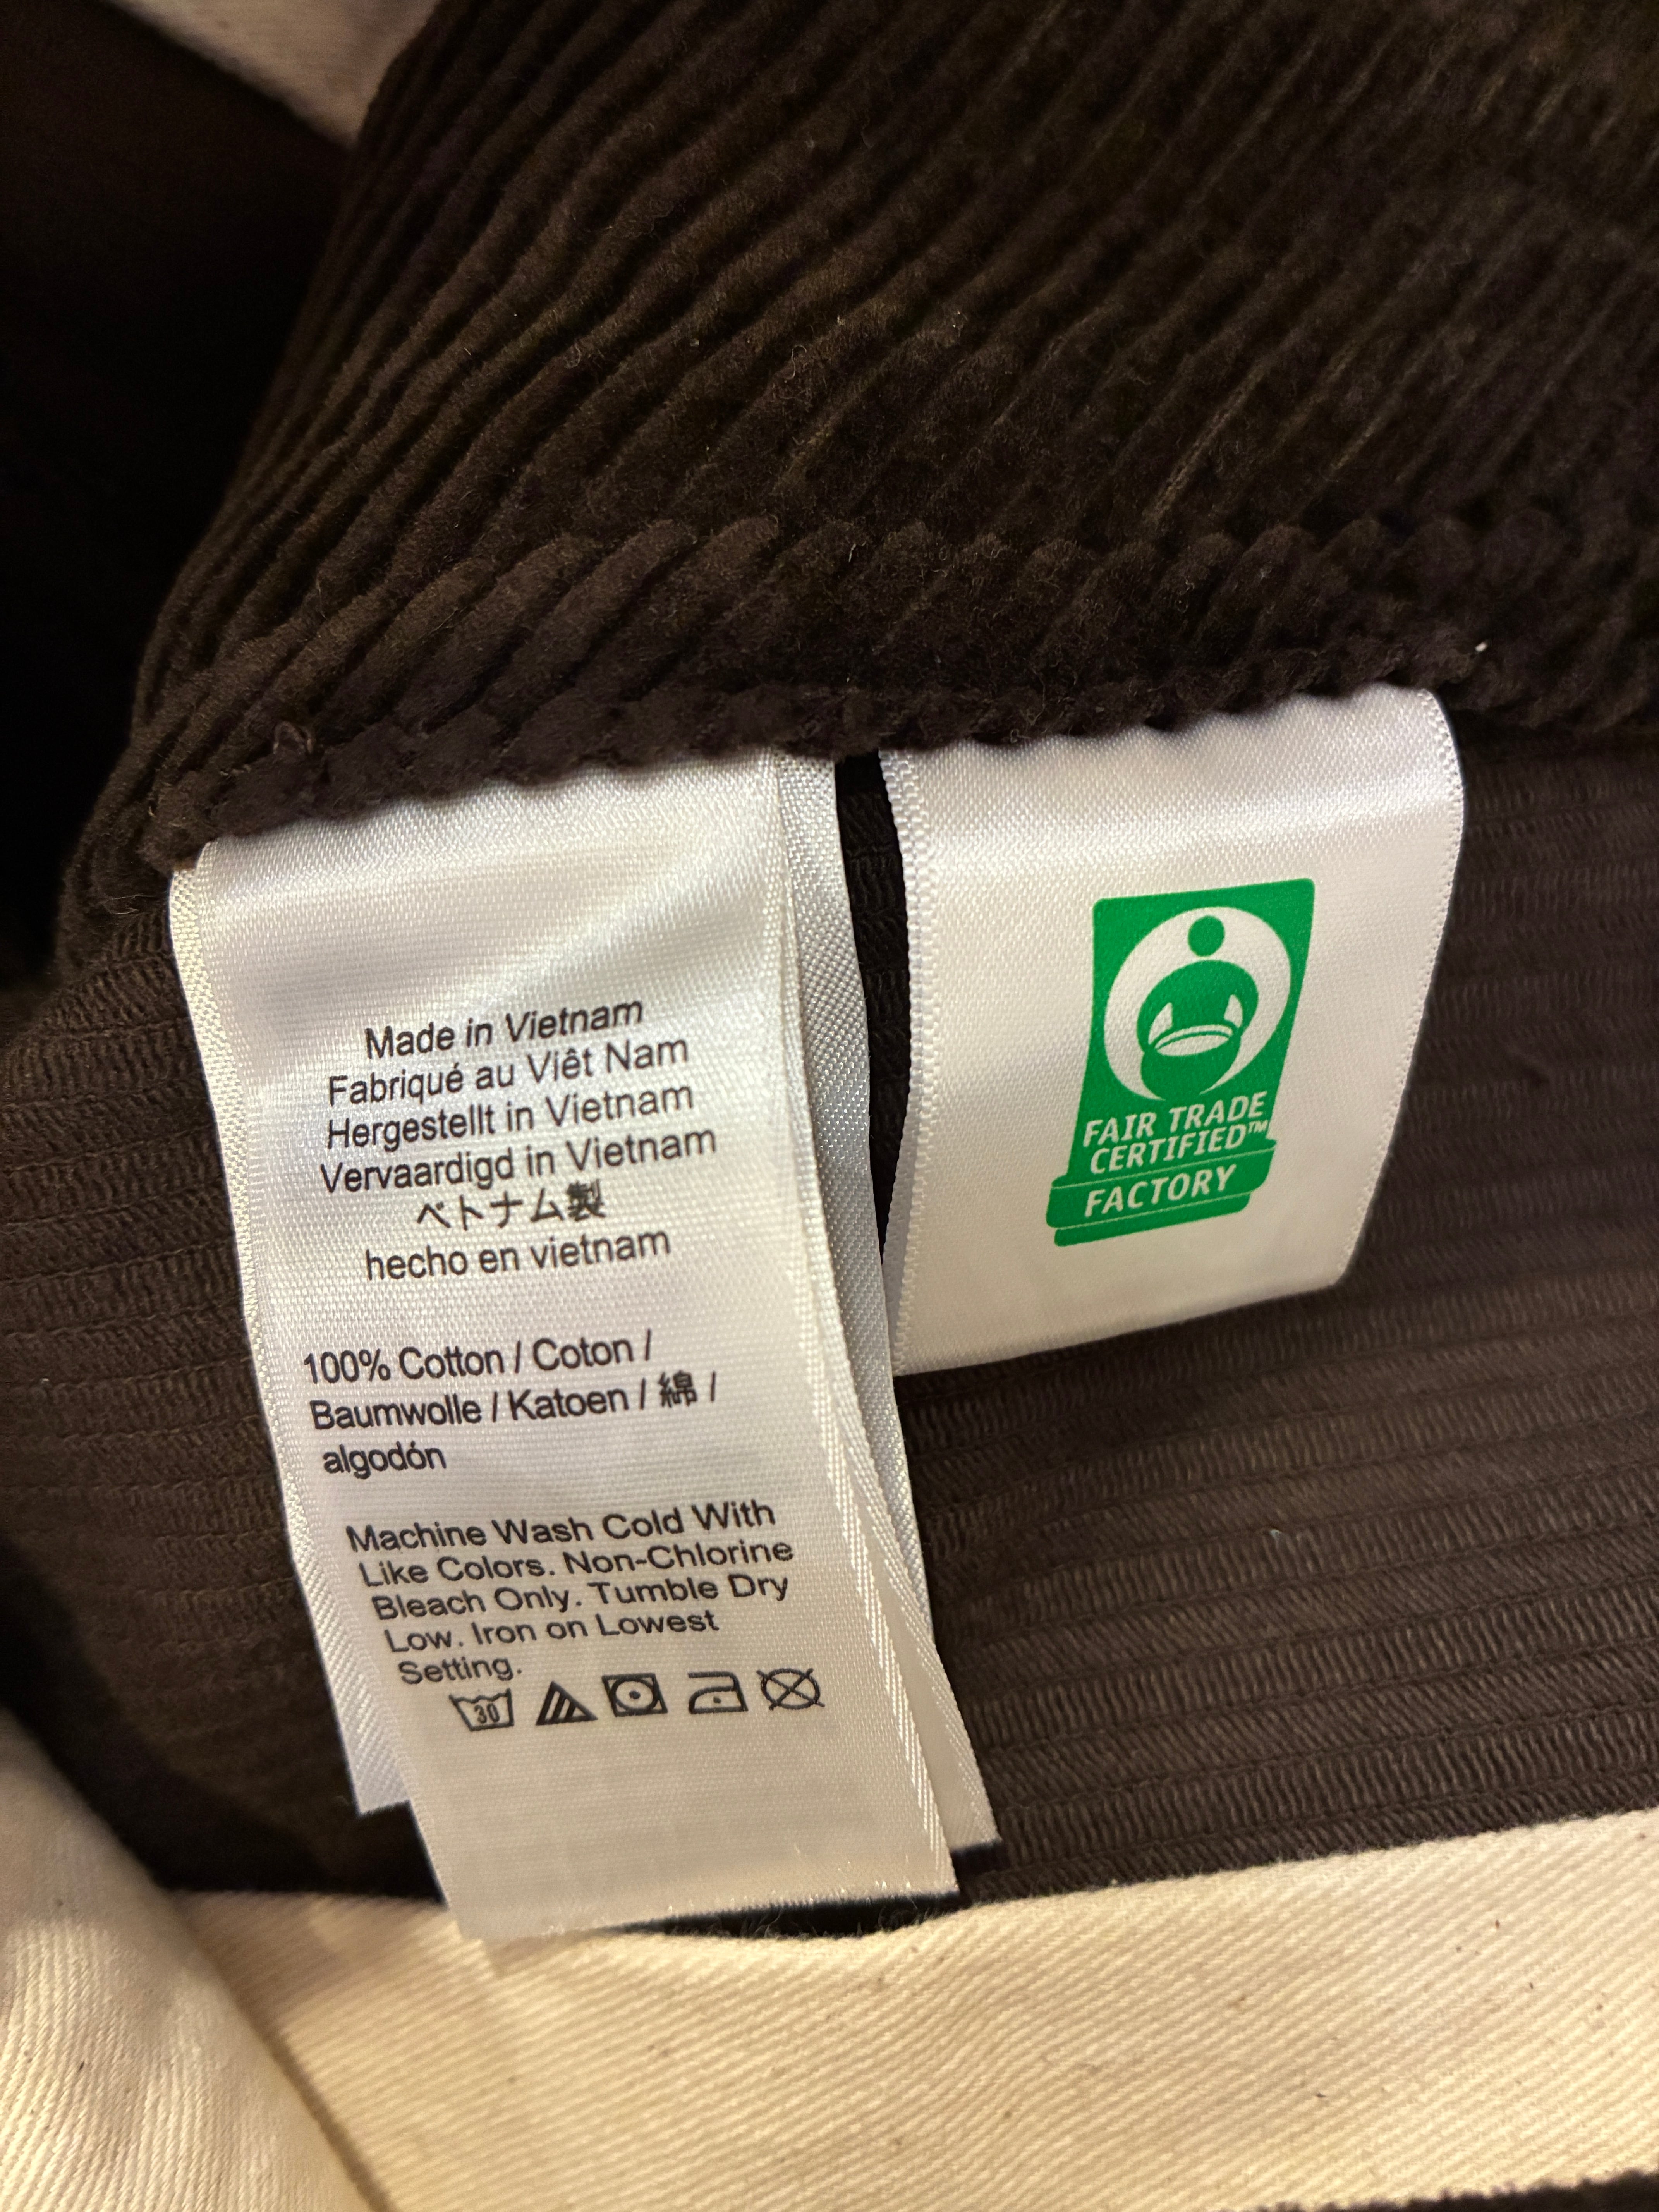 Made in Vietnam
Fabriqué au Viêt Nam
Hergestellt in Vietnam
Vervaardigd in Vietnam
ベトナム製
hecho en vietnam
100% Cotton / Coton /
Baumwolle / Katoen / 綿 /
algodón
Machine Wash Cold With
Like Colors. Non-Chlorine
Bleach Only. Tumble Dry
Low. Iron on Lowest
Setting.
30
FAIR TRADE
CERTIFIED™
FACTORY